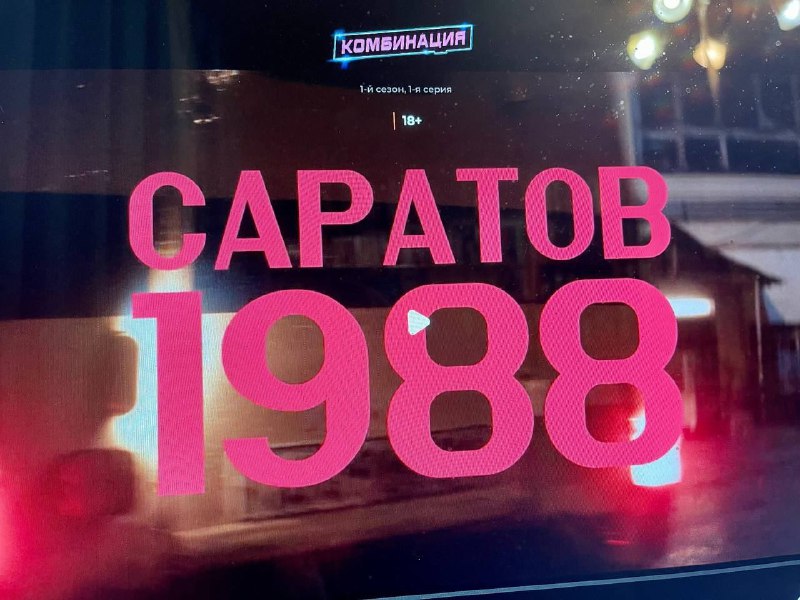 КОМБИНАЦИЯ
1-й сезон, 1-я серия
18+
САРАТОВ
1988